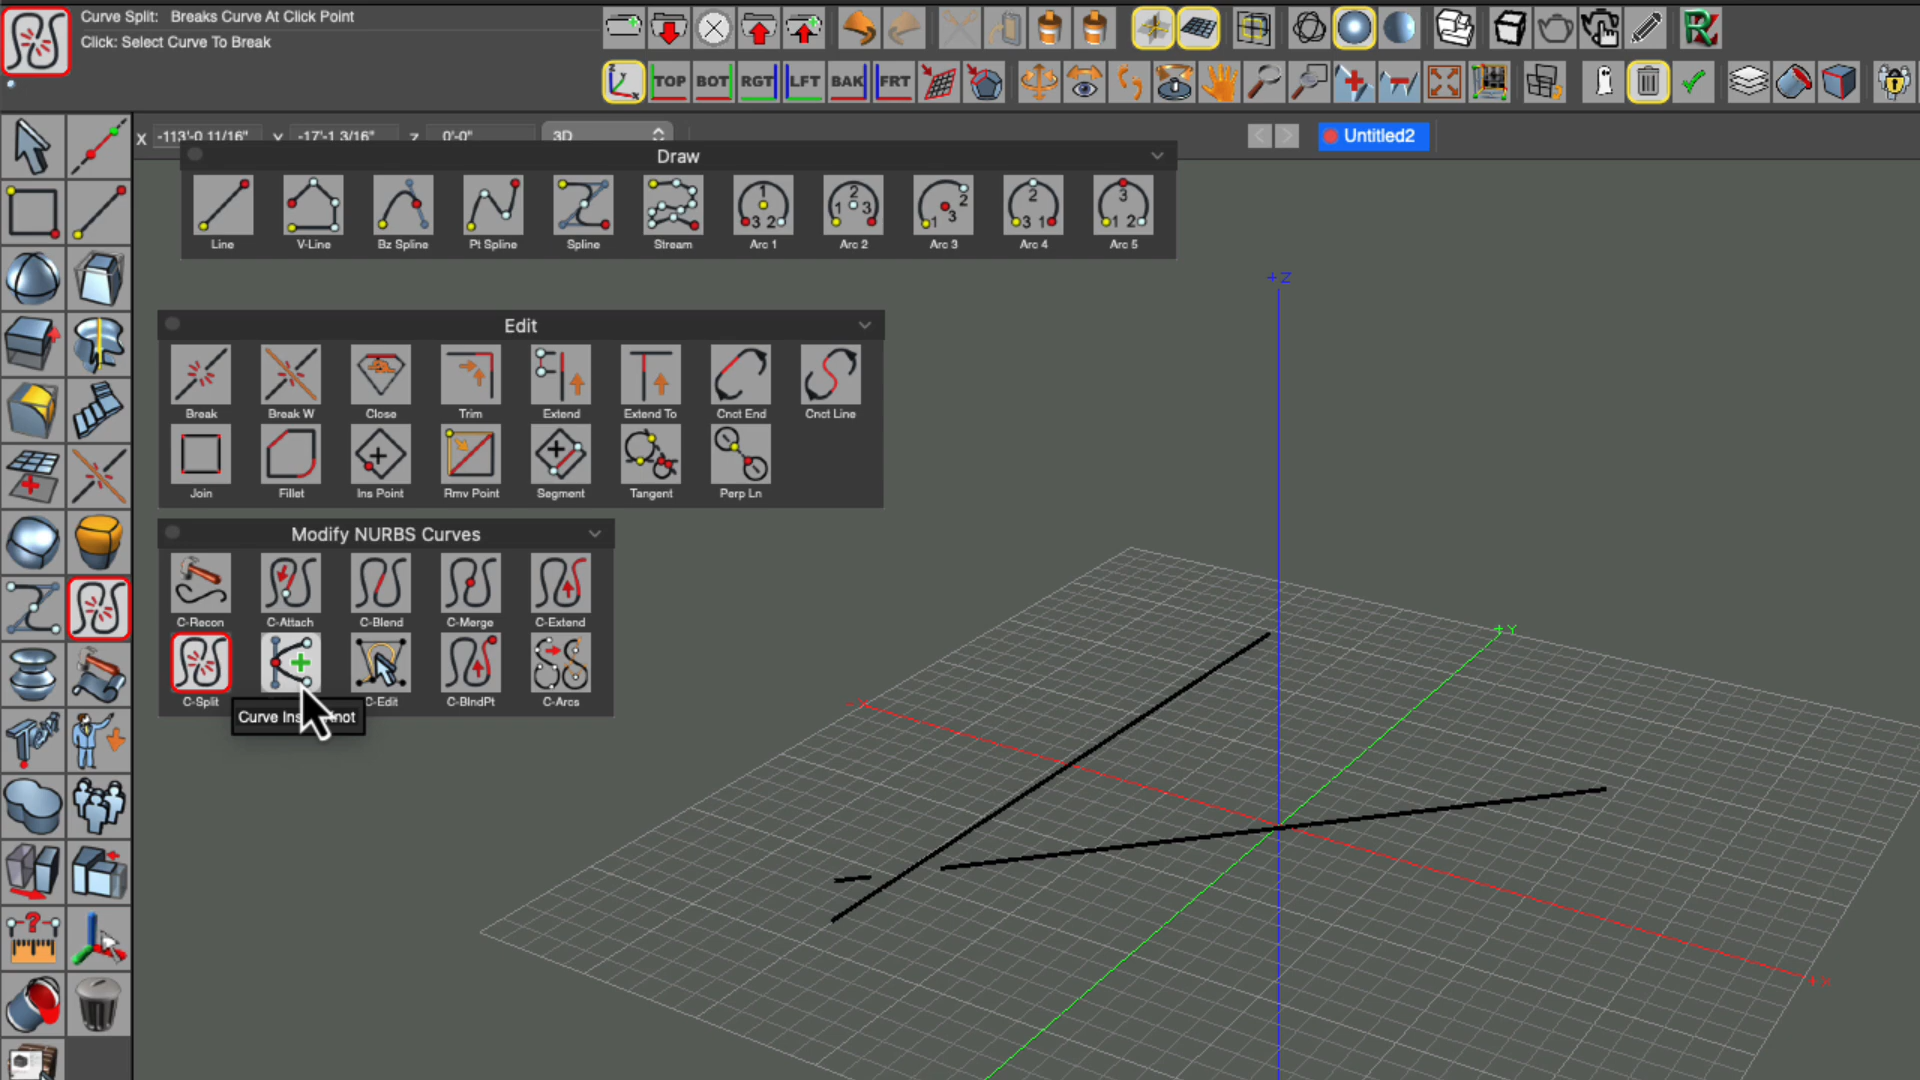 Curve Split: Breaks Curve At Click Point
Click: Select Curve To Break
TOP BOT RGT LFT BAK FRT
X -113'-0 11/16" Y -17'-1 3/16" Z 0'-0" 3D
Untitled2
Draw
Line V-Line Bz Spline Pt Spline Spline Stream Arc 1 Arc 2 Arc 3 Arc 4 Arc 5
Edit
Break Break W Close Trim Extend Extend To Cnct End Cnct Line
Join Fillet Ins Point Rmv Point Segment Tangent Perp Ln
Modify NURBS Curves
C-Recon C-Attach C-Blend C-Merge C-Extend
C-Split C-Edit C-BlndPt C-Arcs
Curve
+Z
+Y
-X
+X